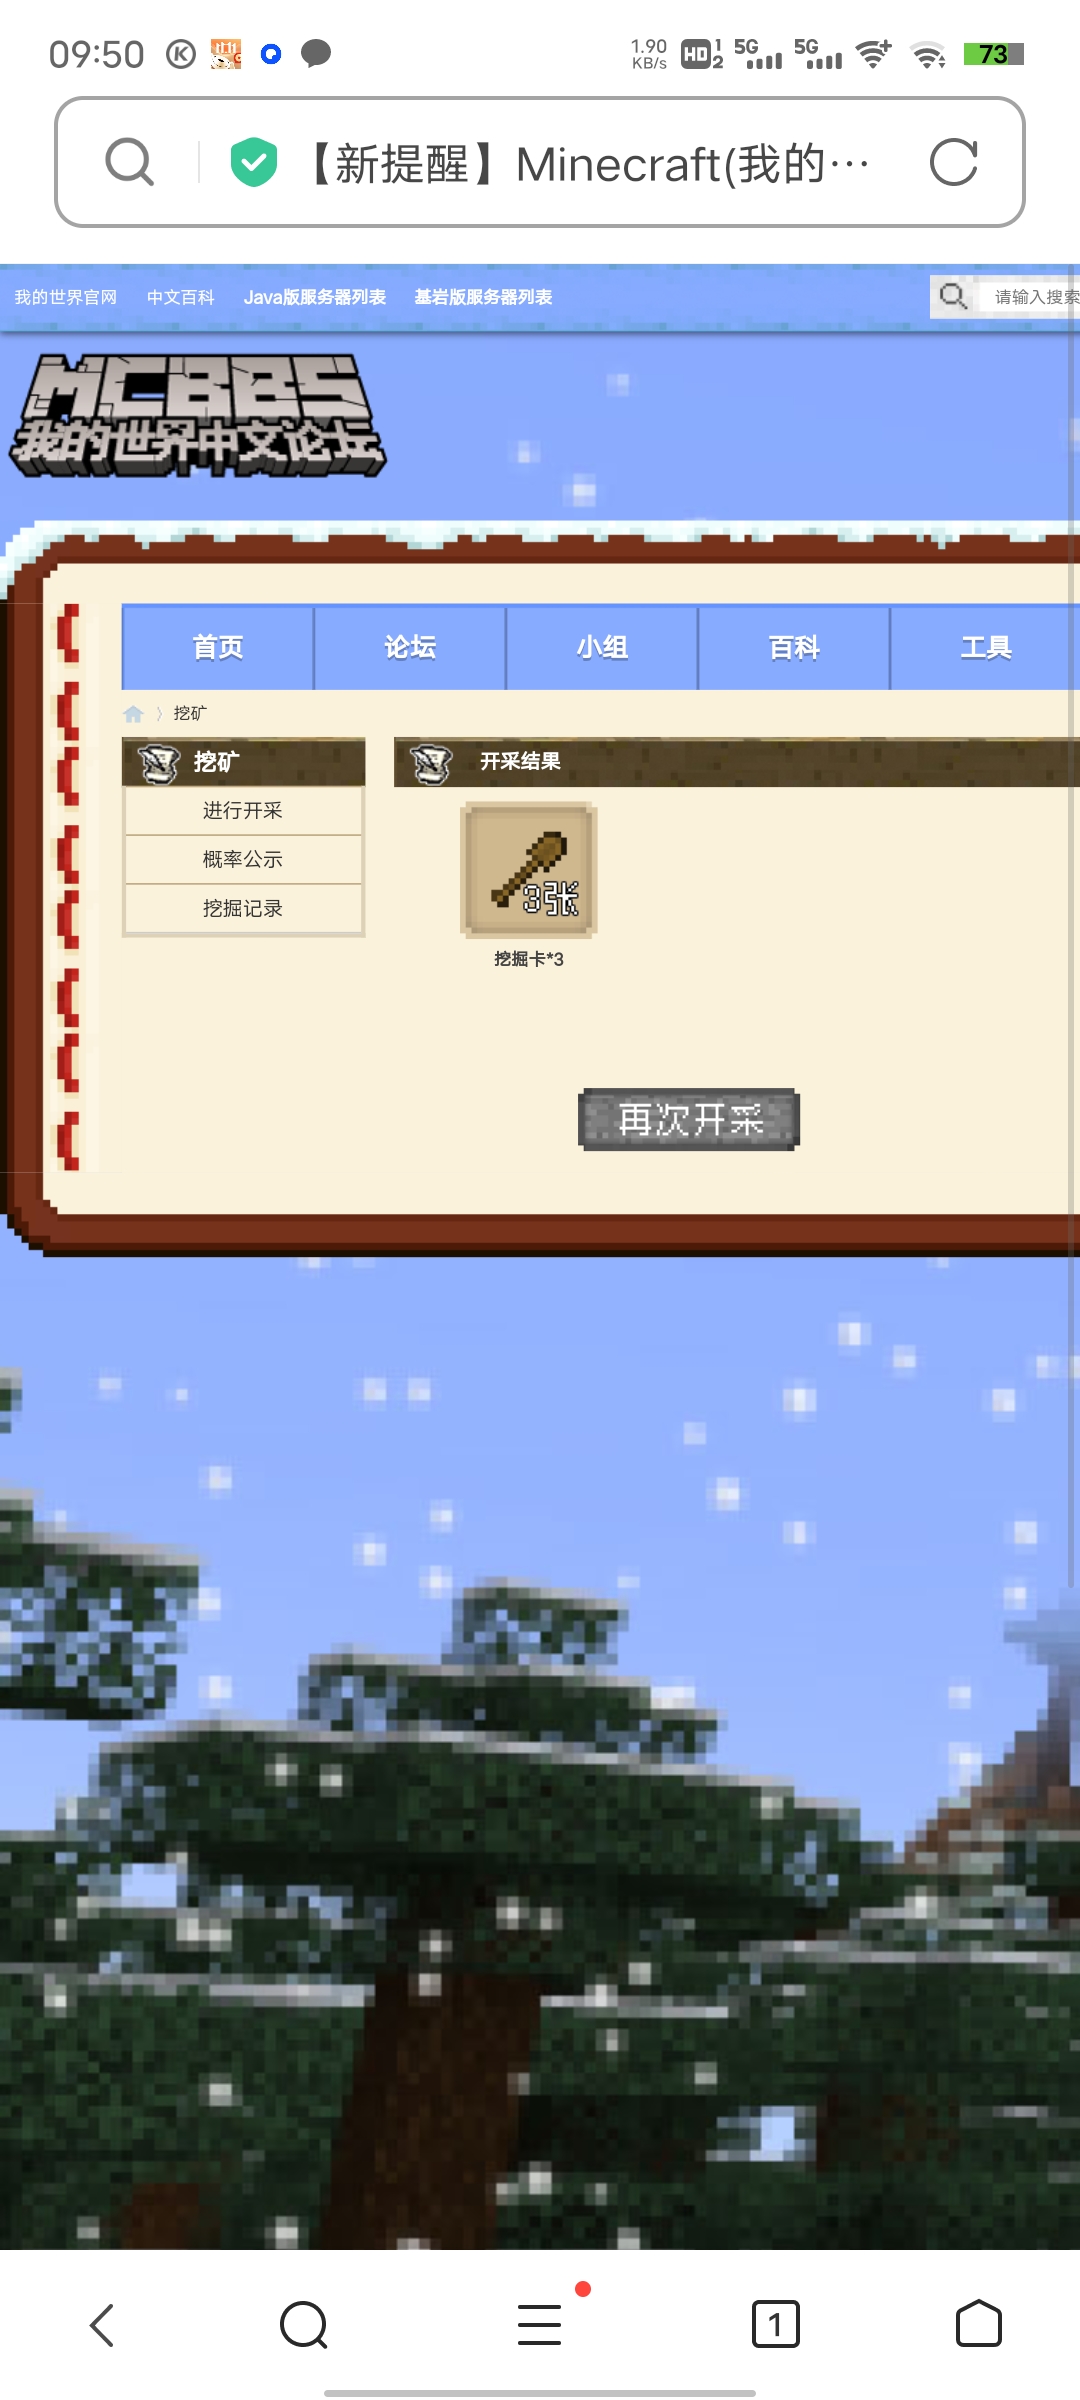 09:50
1.90
KB/s
HD 1 2
5G
5G
73
【新提醒】Minecraft(我的···
我的世界官网 中文百科 Java版服务器列表 基岩版服务器列表
请输入搜索
MCBBS
我的世界中文论坛
首页 论坛 小组 百科 工具
挖矿
挖矿
进行开采
概率公示
挖掘记录
开采结果
3张
挖掘卡*3
再次开采
1